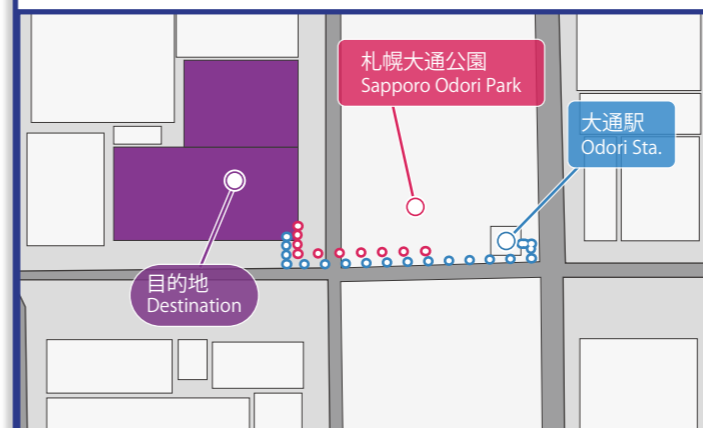 札幌大通公園
Sapporo Odori Park
大通駅
Odori Sta.
目的地
Destination